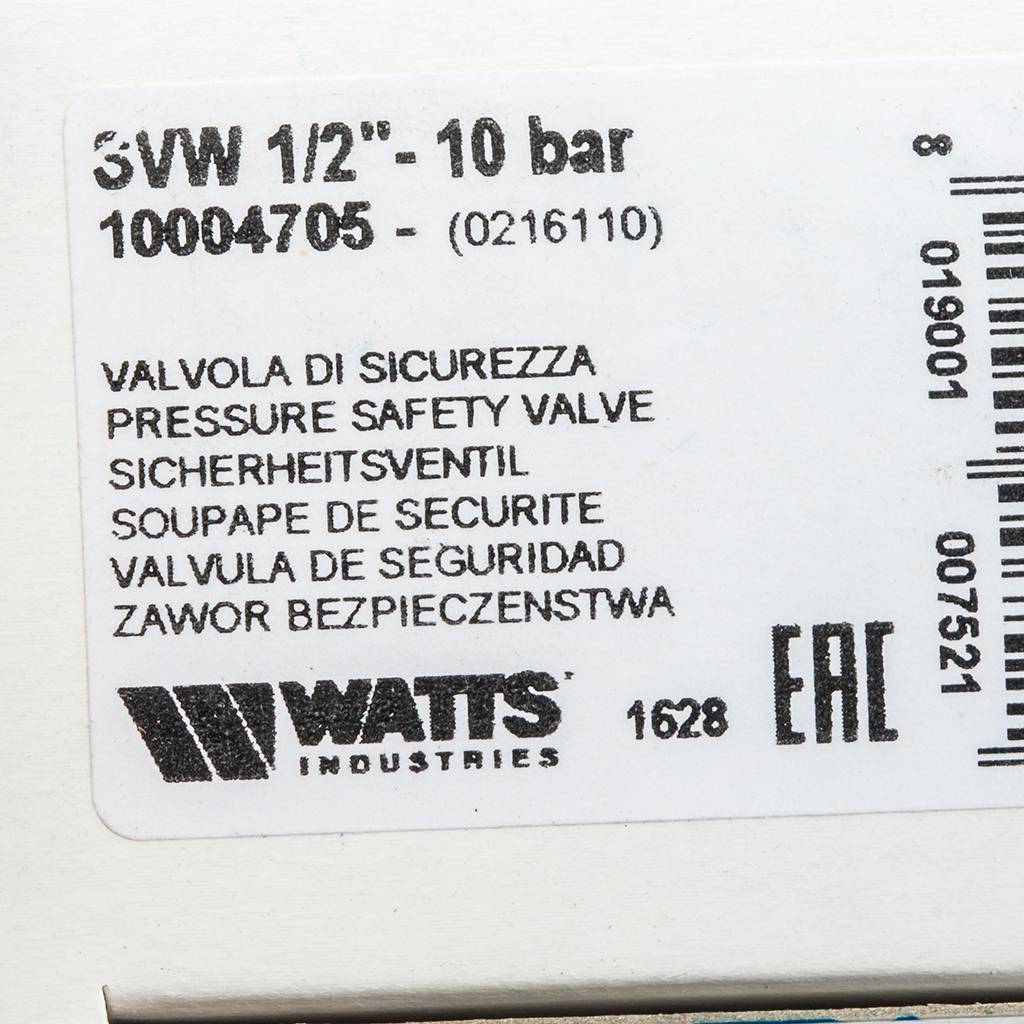 SVW 1/2"- 10 bar
10004705 - (0216110)
VALVOLA DI SICUREZZA
PRESSURE SAFETY VALVE
SICHERHEITSVENTIL
SOUPAPE DE SECURITE
VALVULA DE SEGURIDAD
ZAWOR BEZPIECZENSTWA
WATTS
INDUSTRIES
1628
EAC
8 019001 007521